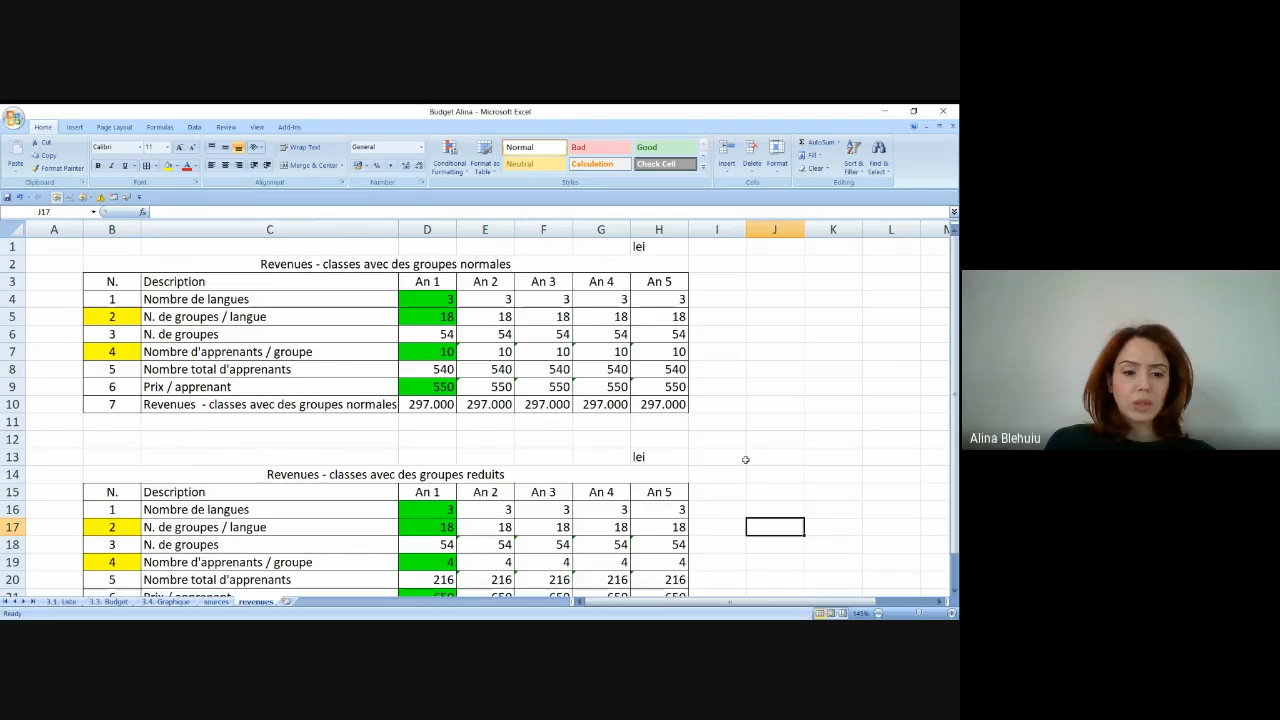 Budget Alina - Microsoft Excel
Home Insert Page Layout Formulas Data Review View Add-Ins
Paste Cut Copy Format Painter Clipboard
Calibri 11 Font
Wrap Text Merge & Center Alignment
General Number
Conditional Formatting Format as Table Normal Bad Good Neutral Calculation Check Cell Styles
Insert Delete Format Cells
AutoSum Fill Clear Sort & Filter Find & Select Editing
J17 fx
A B C D E F G H I J K L M
1 lei
2 Revenues - classes avec des groupes normales
3 N. Description An 1 An 2 An 3 An 4 An 5
4 1 Nombre de langues 3 3 3 3 3
5 2 N. de groupes / langue 18 18 18 18 18
6 3 N. de groupes 54 54 54 54 54
7 4 Nombre d'apprenants / groupe 10 10 10 10 10
8 5 Nombre total d'apprenants 540 540 540 540 540
9 6 Prix / apprenant 550 550 550 550 550
10 7 Revenues - classes avec des groupes normales 297.000 297.000 297.000 297.000 297.000
11
12
13 lei
14 Revenues - classes avec des groupes reduits
15 N. Description An 1 An 2 An 3 An 4 An 5
16 1 Nombre de langues 3 3 3 3 3
17 2 N. de groupes / langue 18 18 18 18 18
18 3 N. de groupes 54 54 54 54 54
19 4 Nombre d'apprenants / groupe 4 4 4 4 4
20 5 Nombre total d'apprenants 216 216 216 216 216
3.1. Liste 3.3. Budget 3.4. Graphique sources revenues
Ready 145%
Alina Blehuiu